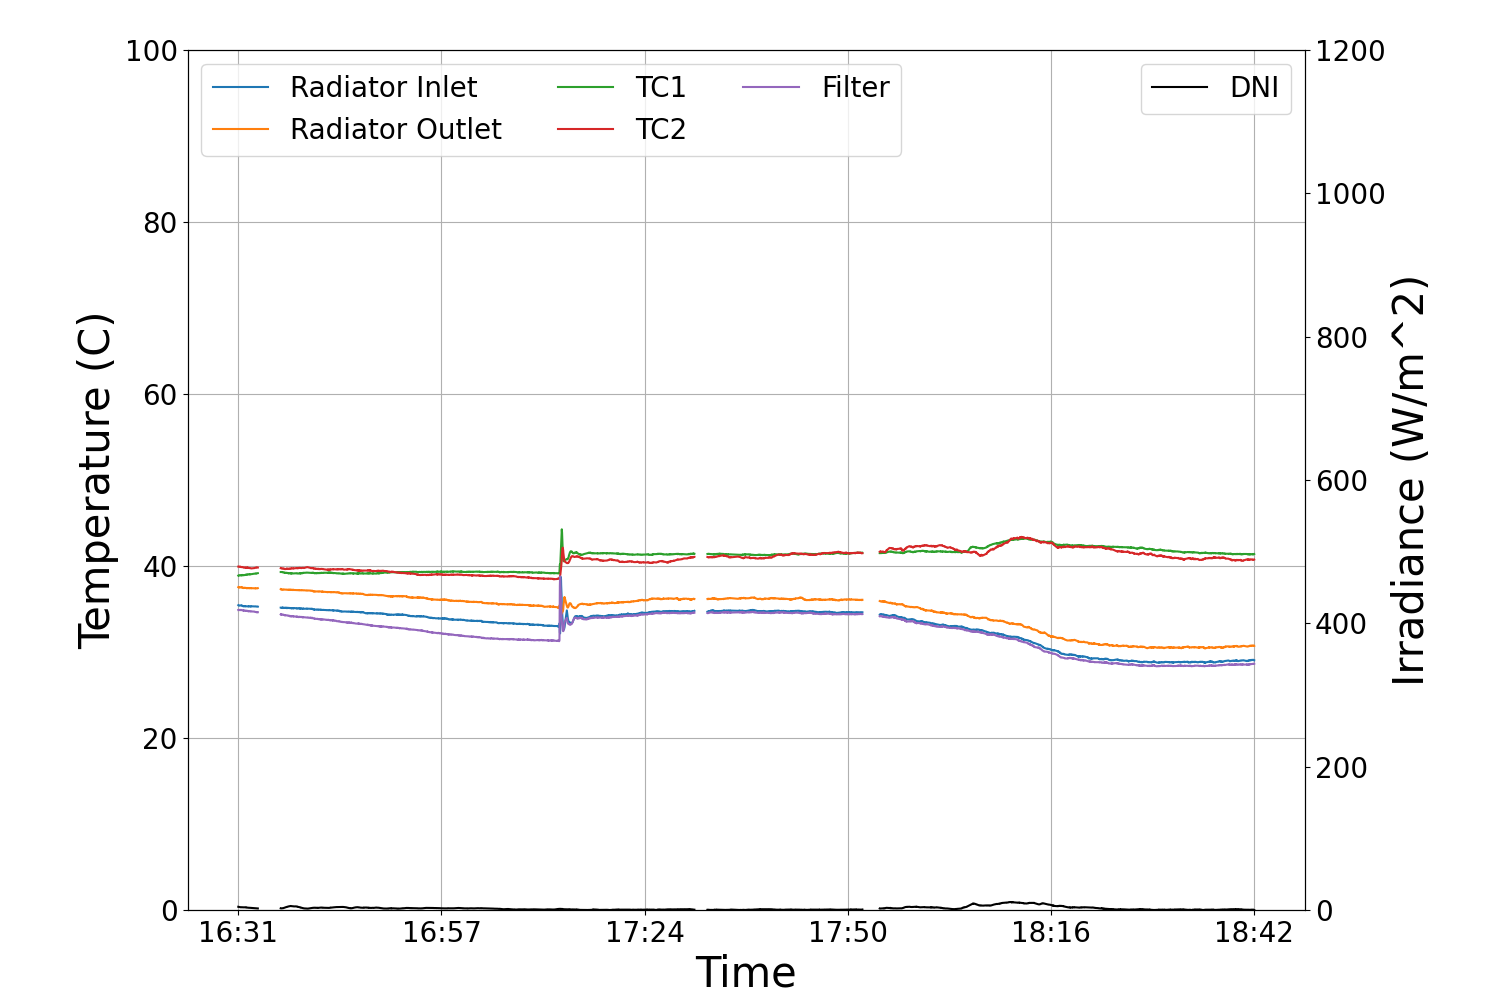 Radiator Inlet
Radiator Outlet
TC1
TC2
Filter
DNI
Temperature (C)
100
80
60
40
20
0
Irradiance (W/m^2)
1200
1000
800
600
400
200
0
16:31 16:57 17:24 17:50 18:16 18:42
Time